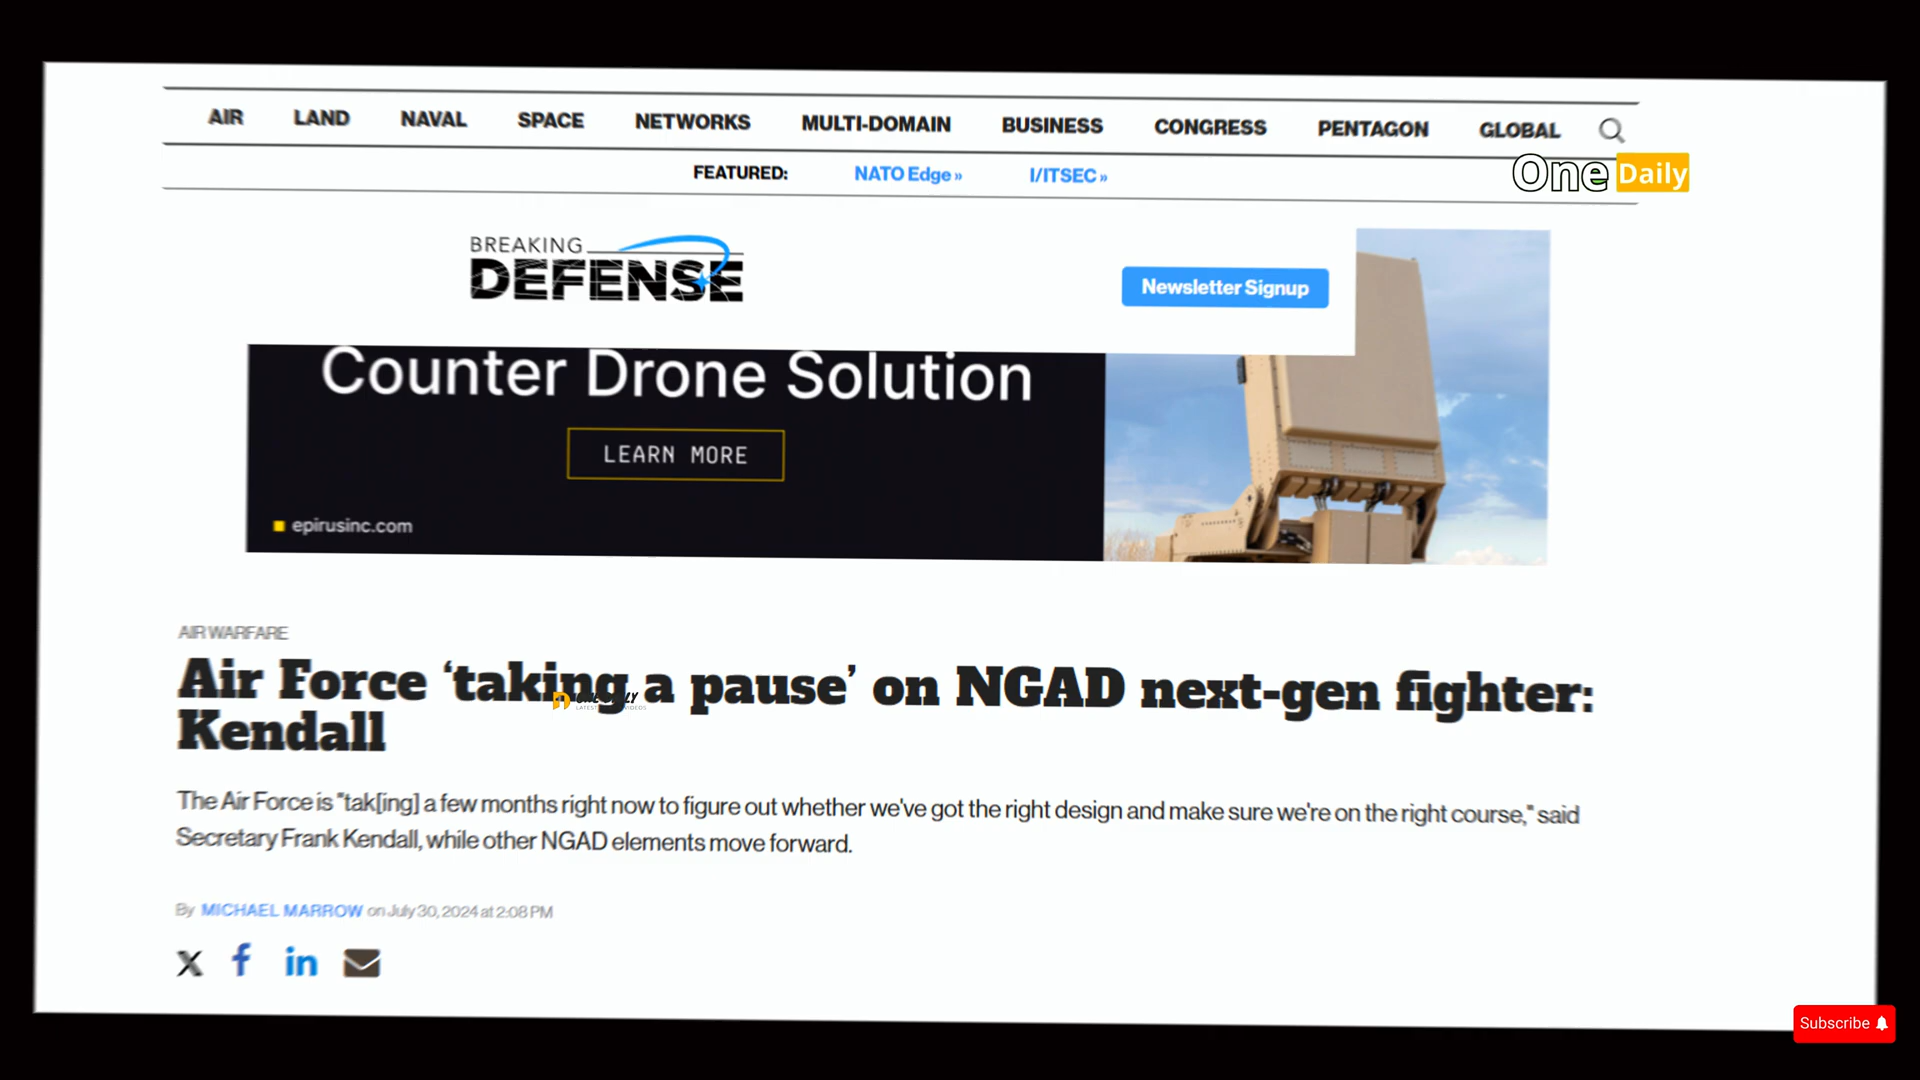 AIR LAND NAVAL SPACE NETWORKS MULTI-DOMAIN BUSINESS CONGRESS PENTAGON GLOBAL
FEATURED: NATO Edge » I/ITSEC »
One Daily
BREAKING
DEFENSE
Newsletter Signup
Counter Drone Solution
LEARN MORE
epirusinc.com
AIR WARFARE
Air Force ‘taking a pause’ on NGAD next-gen fighter:
Kendall
The Air Force is "tak[ing] a few months right now to figure out whether we've got the right design and make sure we're on the right course," said
Secretary Frank Kendall, while other NGAD elements move forward.
By MICHAEL MARROW on July 30, 2024 at 2:08 PM
Subscribe